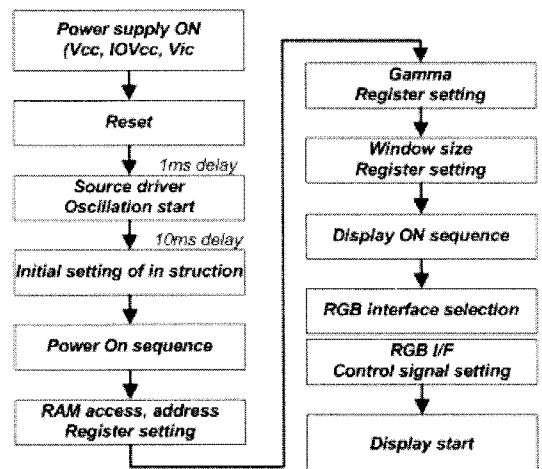 Power supply ON
(Vcc, IOVcc, Vic
Reset
1ms delay
Source driver
Oscillation start
10ms delay
Initial setting of in struction
Power On sequence
RAM access, address
Register setting
Gamma
Register setting
Window size
Register setting
Display ON sequence
RGB interface selection
RGB I/F
Control signal setting
Display start